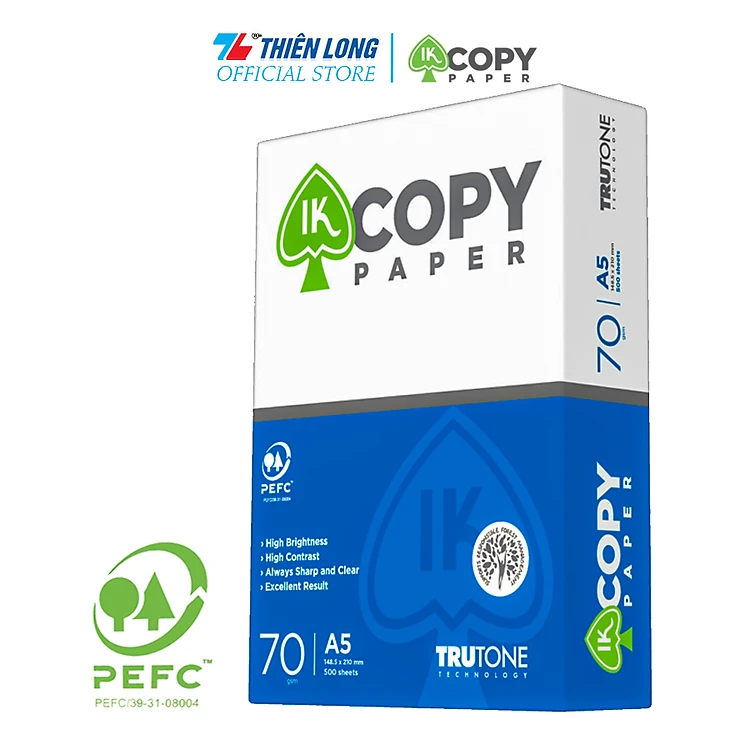 THIÊN LONG
®
OFFICIAL STORE
IK COPY
PAPER
IK COPY
PAPER
TRUTONE
TECHNOLOGY
70 gsm
A5
148.5 x 210 mm
500 sheets
PEFC™
› High Brightness
› High Contrast
› Always Sharp and Clear
› Excellent Result
IK
70 gsm
A5
148.5 x 210 mm
500 sheets
TRUTONE
TECHNOLOGY
IK COPY
PAPER
PEFC™
PEFC/39-31-08004